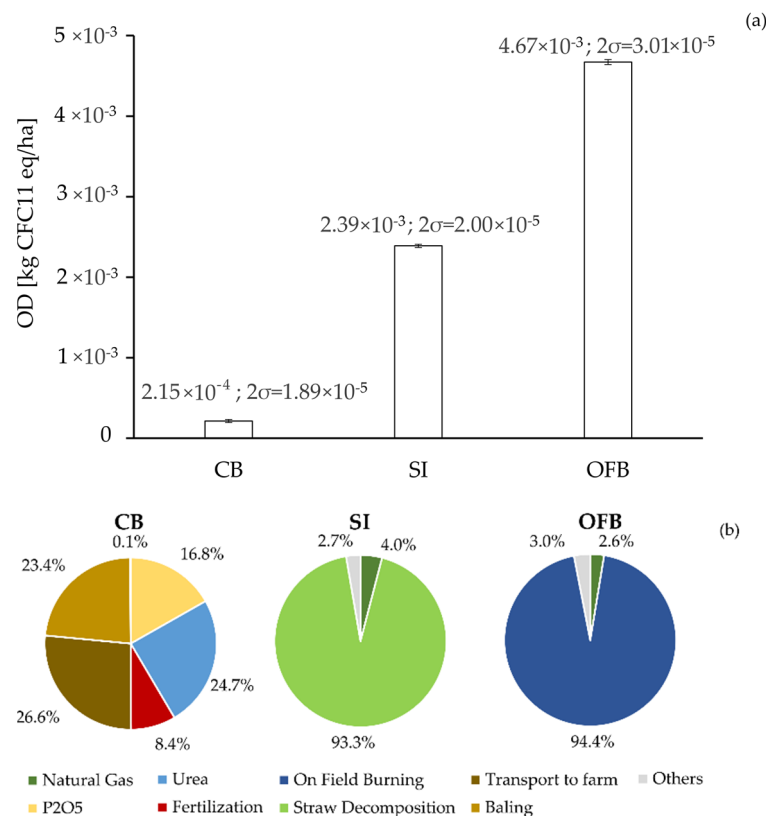 (a)
OD [kg CFC11 eq/ha]
5 ×10⁻³
4 ×10⁻³
3 ×10⁻³
2 ×10⁻³
1 ×10⁻³
0
4.67×10⁻³; 2σ=3.01×10⁻⁵
2.39×10⁻³; 2σ=2.00×10⁻⁵
2.15×10⁻⁴ ; 2σ=1.89×10⁻⁵
CB SI OFB
(b)
CB
0.1%
16.8%
24.7%
8.4%
26.6%
23.4%
SI
2.7%
4.0%
93.3%
OFB
3.0%
2.6%
94.4%
Natural Gas Urea On Field Burning Transport to farm Others
P2O5 Fertilization Straw Decomposition Baling